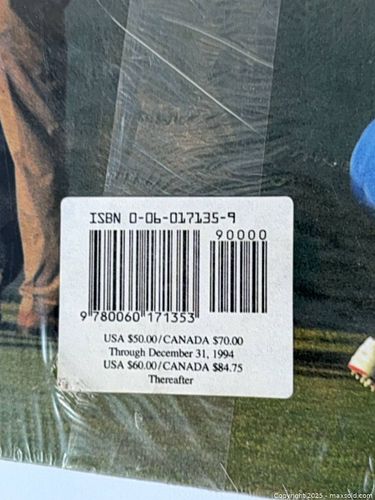 ISBN 0-06-017135-9
90000
9 780060 171353
USA $50.00/CANADA $70.00
Through December 31, 1994
USA $60.00/CANADA $84.75
Thereafter
Copyright 2025 - maxsold.com